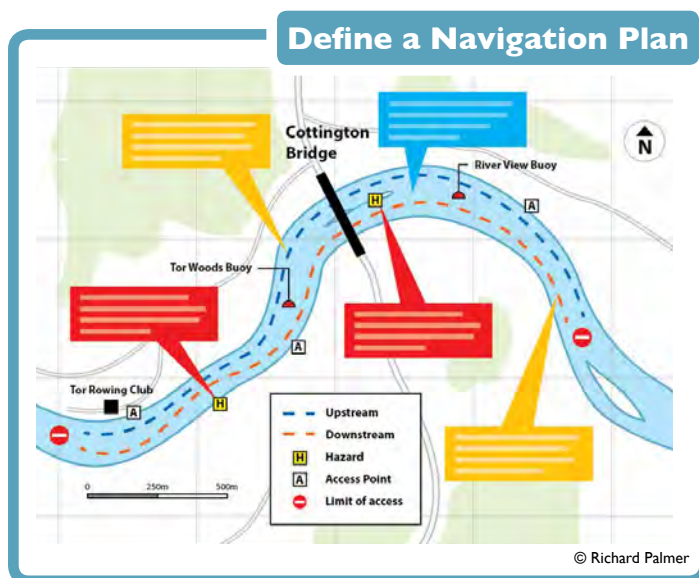 Define a Navigation Plan
Cottington
Bridge
N
River View Buoy
H
A
Tor Woods Buoy
A
Tor Rowing Club
A
H
Upstream
Downstream
H Hazard
A Access Point
Limit of access
0 250m 500m
© Richard Palmer